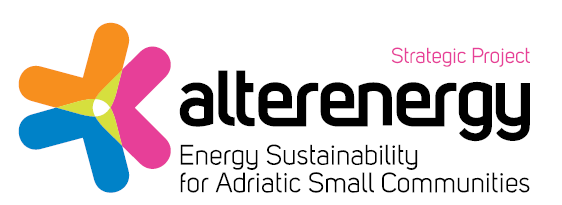 Strategic Project
alterenergy
Energy Sustainability
for Adriatic Small Communities